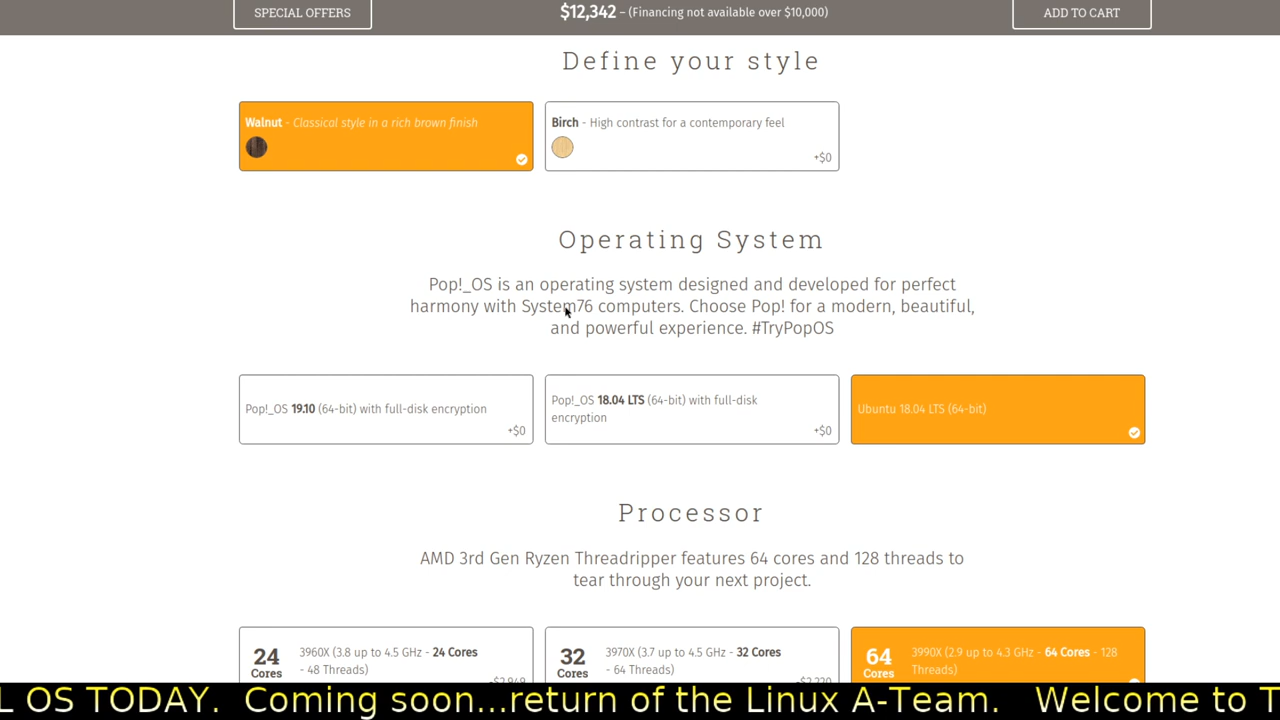 SPECIAL OFFERS
$12,342 – (Financing not available over $10,000)
ADD TO CART
Define your style
Walnut - Classical style in a rich brown finish
Birch - High contrast for a contemporary feel
+$0
Operating System
Pop!_OS is an operating system designed and developed for perfect
harmony with System76 computers. Choose Pop! for a modern, beautiful,
and powerful experience. #TryPopOS
Pop!_OS 19.10 (64-bit) with full-disk encryption
+$0
Pop!_OS 18.04 LTS (64-bit) with full-disk
encryption
+$0
Ubuntu 18.04 LTS (64-bit)
Processor
AMD 3rd Gen Ryzen Threadripper features 64 cores and 128 threads to
tear through your next project.
24
Cores
3960X (3.8 up to 4.5 GHz - 24 Cores
- 48 Threads)
32
Cores
3970X (3.7 up to 4.5 GHz - 32 Cores
- 64 Threads)
64
Cores
3990X (2.9 up to 4.3 GHz - 64 Cores - 128
Threads)
L OS TODAY. Coming soon...return of the Linux A-Team. Welcome to T